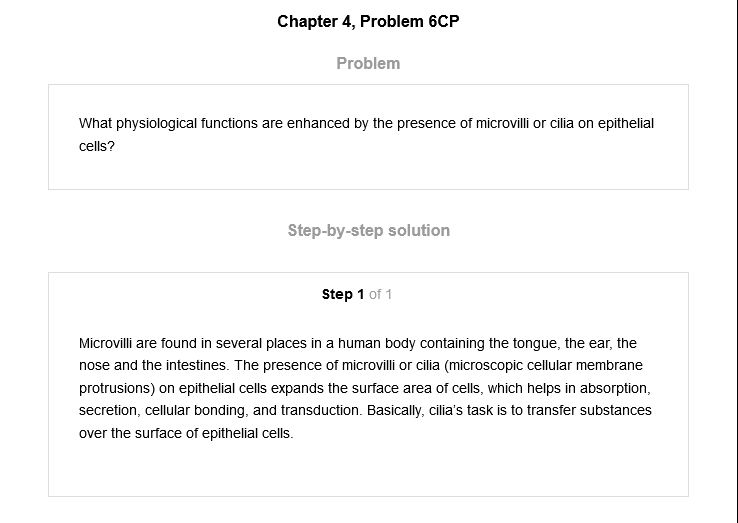 Chapter 4, Problem 6CP
Problem
What physiological functions are enhanced by the presence of microvilli or cilia on epithelial
cells?
Step-by-step solution
Step 1 of 1
Microvilli are found in several places in a human body containing the tongue, the ear, the
nose and the intestines. The presence of microvilli or cilia (microscopic cellular membrane
protrusions) on epithelial cells expands the surface area of cells, which helps in absorption,
secretion, cellular bonding, and transduction. Basically, cilia's task is to transfer substances
over the surface of epithelial cells.